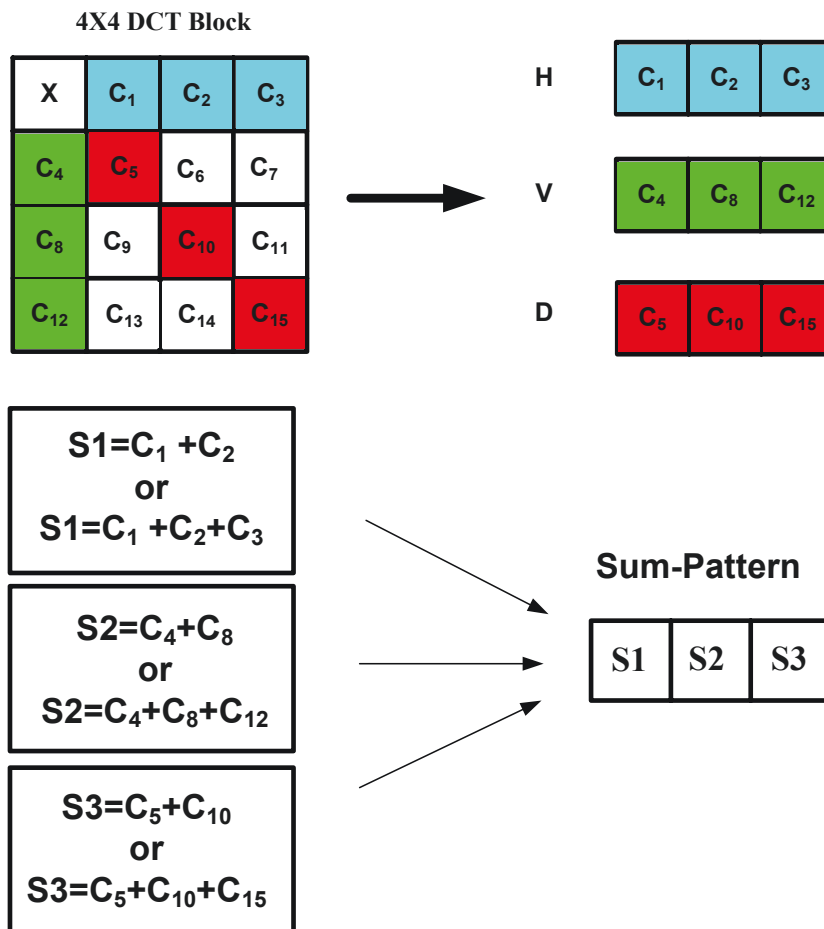 4X4 DCT Block
X C₁ C₂ C₃
C₄ C₅ C₆ C₇
C₈ C₉ C₁₀ C₁₁
C₁₂ C₁₃ C₁₄ C₁₅
H C₁ C₂ C₃
V C₄ C₈ C₁₂
D C₅ C₁₀ C₁₅
S1=C₁ +C₂
or
S1=C₁ +C₂+C₃
S2=C₄+C₈
or
S2=C₄+C₈+C₁₂
S3=C₅+C₁₀
or
S3=C₅+C₁₀+C₁₅
Sum-Pattern
S1 S2 S3